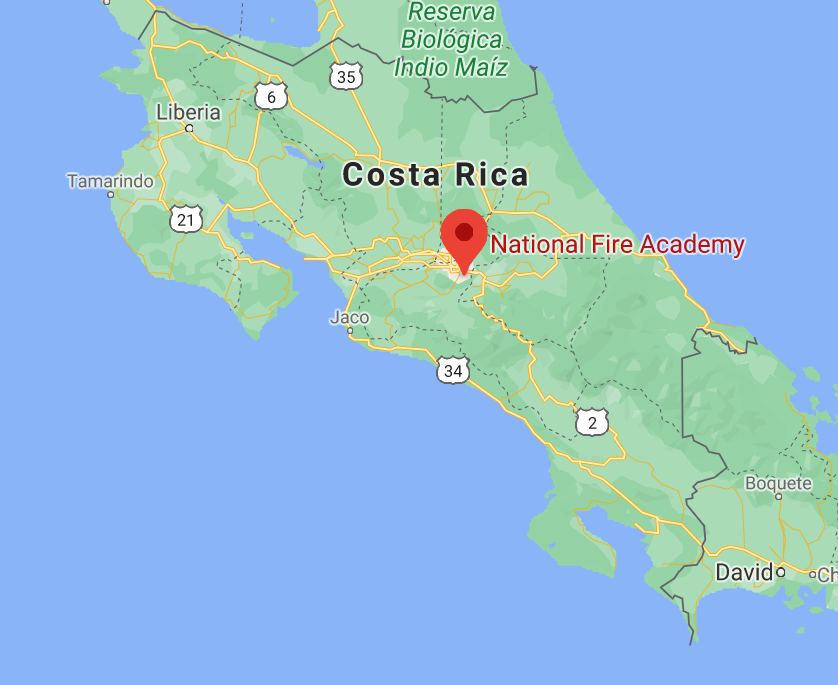 Reserva
Biológica
Indio Maíz
35
6
Liberia
Costa Rica
Tamarindo
21
National Fire Academy
Jaco
34
2
Boquete
David
Ch